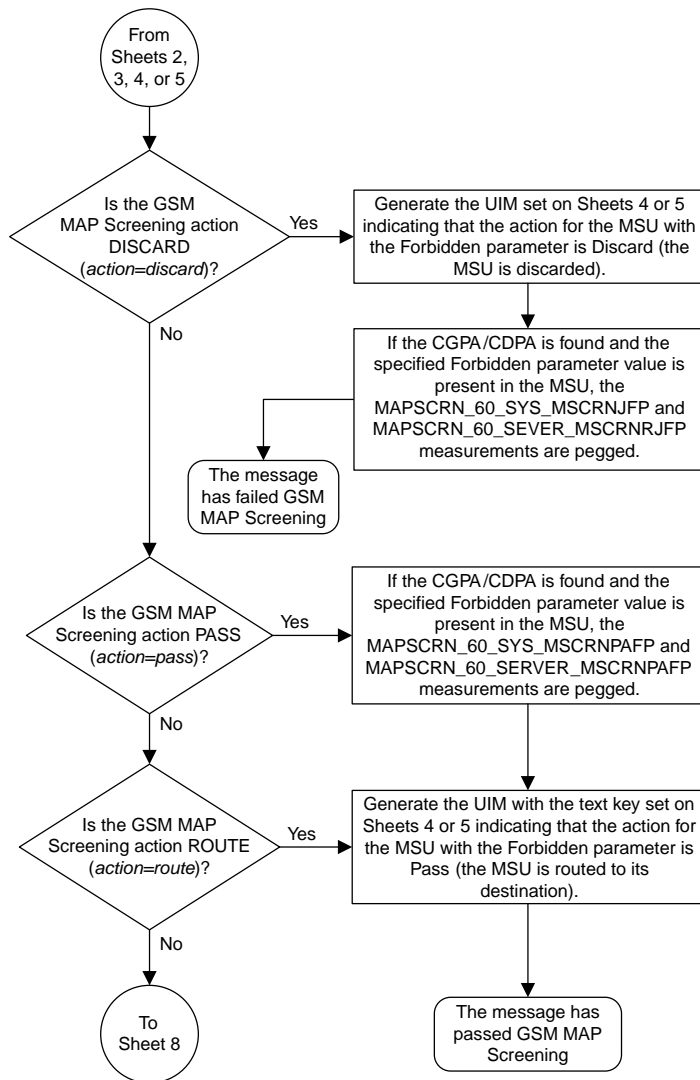 From
Sheets 2,
3, 4, or 5
Is the GSM
MAP Screening action
DISCARD
(action=discard)?
Yes
Generate the UIM set on Sheets 4 or 5
indicating that the action for the MSU with
the Forbidden parameter is Discard (the
MSU is discarded).
No
If the CGPA/CDPA is found and the
specified Forbidden parameter value is
present in the MSU, the
MAPSCRN_60_SYS_MSCRNJFP and
MAPSCRN_60_SEVER_MSCRNRJFP
measurements are pegged.
The message
has failed GSM
MAP Screening
Is the GSM MAP
Screening action PASS
(action=pass)?
Yes
If the CGPA/CDPA is found and the
specified Forbidden parameter value is
present in the MSU, the
MAPSCRN_60_SYS_MSCRNPAFP and
MAPSCRN_60_SERVER_MSCRNPAFP
measurements are pegged.
No
Is the GSM MAP
Screening action ROUTE
(action=route)?
Yes
Generate the UIM with the text key set on
Sheets 4 or 5 indicating that the action for
the MSU with the Forbidden parameter is
Pass (the MSU is routed to its
destination).
No
To
Sheet 8
The message has
passed GSM MAP
Screening